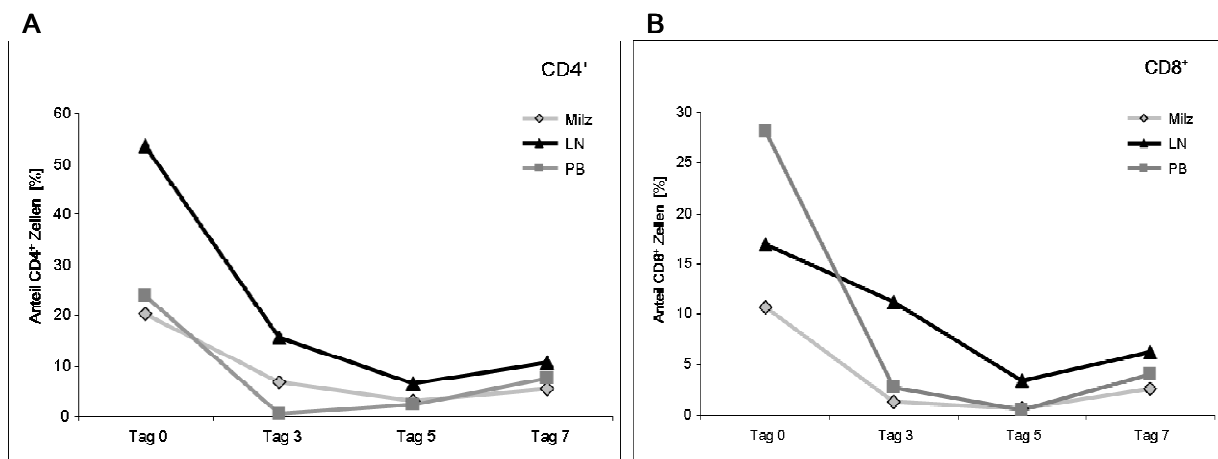 A
CD4⁺
Milz
LN
PB
Anteil CD4⁺ Zellen [%]
60
50
40
30
20
10
0
Tag 0
Tag 3
Tag 5
Tag 7
B
CD8⁺
Milz
LN
PB
Anteil CD8⁺ Zellen [%]
30
25
20
15
10
5
0
Tag 0
Tag 3
Tag 5
Tag 7